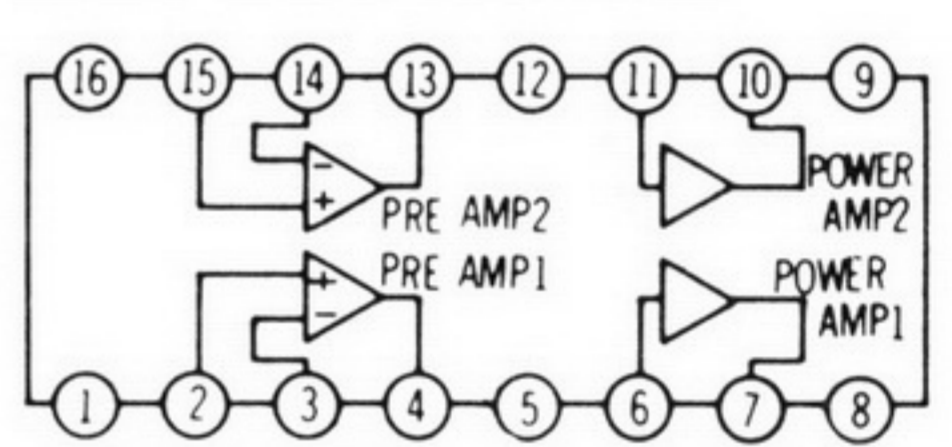 16 15 14 13 12 11 10 9
−
+
POWER
AMP2
PRE AMP2
PRE AMP1
+
−
POWER
AMP1
1 2 3 4 5 6 7 8